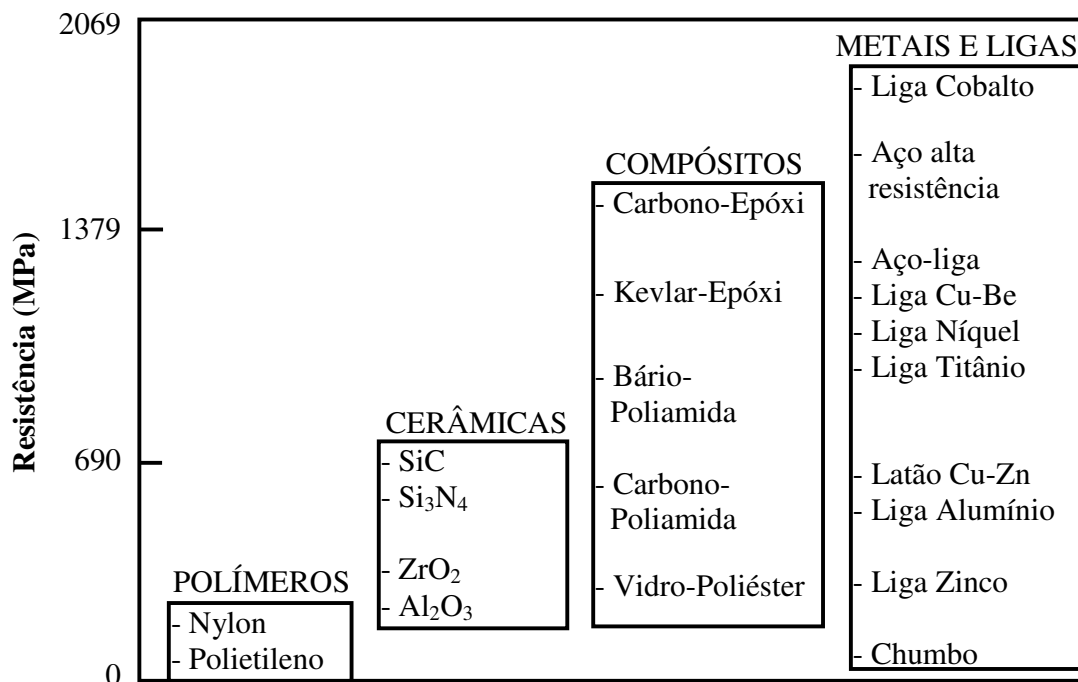 2069
1379
690
0
Resistência (MPa)
POLÍMEROS
- Nylon
- Polietileno
CERÂMICAS
- SiC
- Si₃N₄
- ZrO₂
- Al₂O₃
COMPÓSITOS
- Carbono-Epóxi
- Kevlar-Epóxi
- Bário-
Poliamida
- Carbono-
Poliamida
- Vidro-Poliéster
METAIS E LIGAS
- Liga Cobalto
- Aço alta
resistência
- Aço-liga
- Liga Cu-Be
- Liga Níquel
- Liga Titânio
- Latão Cu-Zn
- Liga Alumínio
- Liga Zinco
- Chumbo